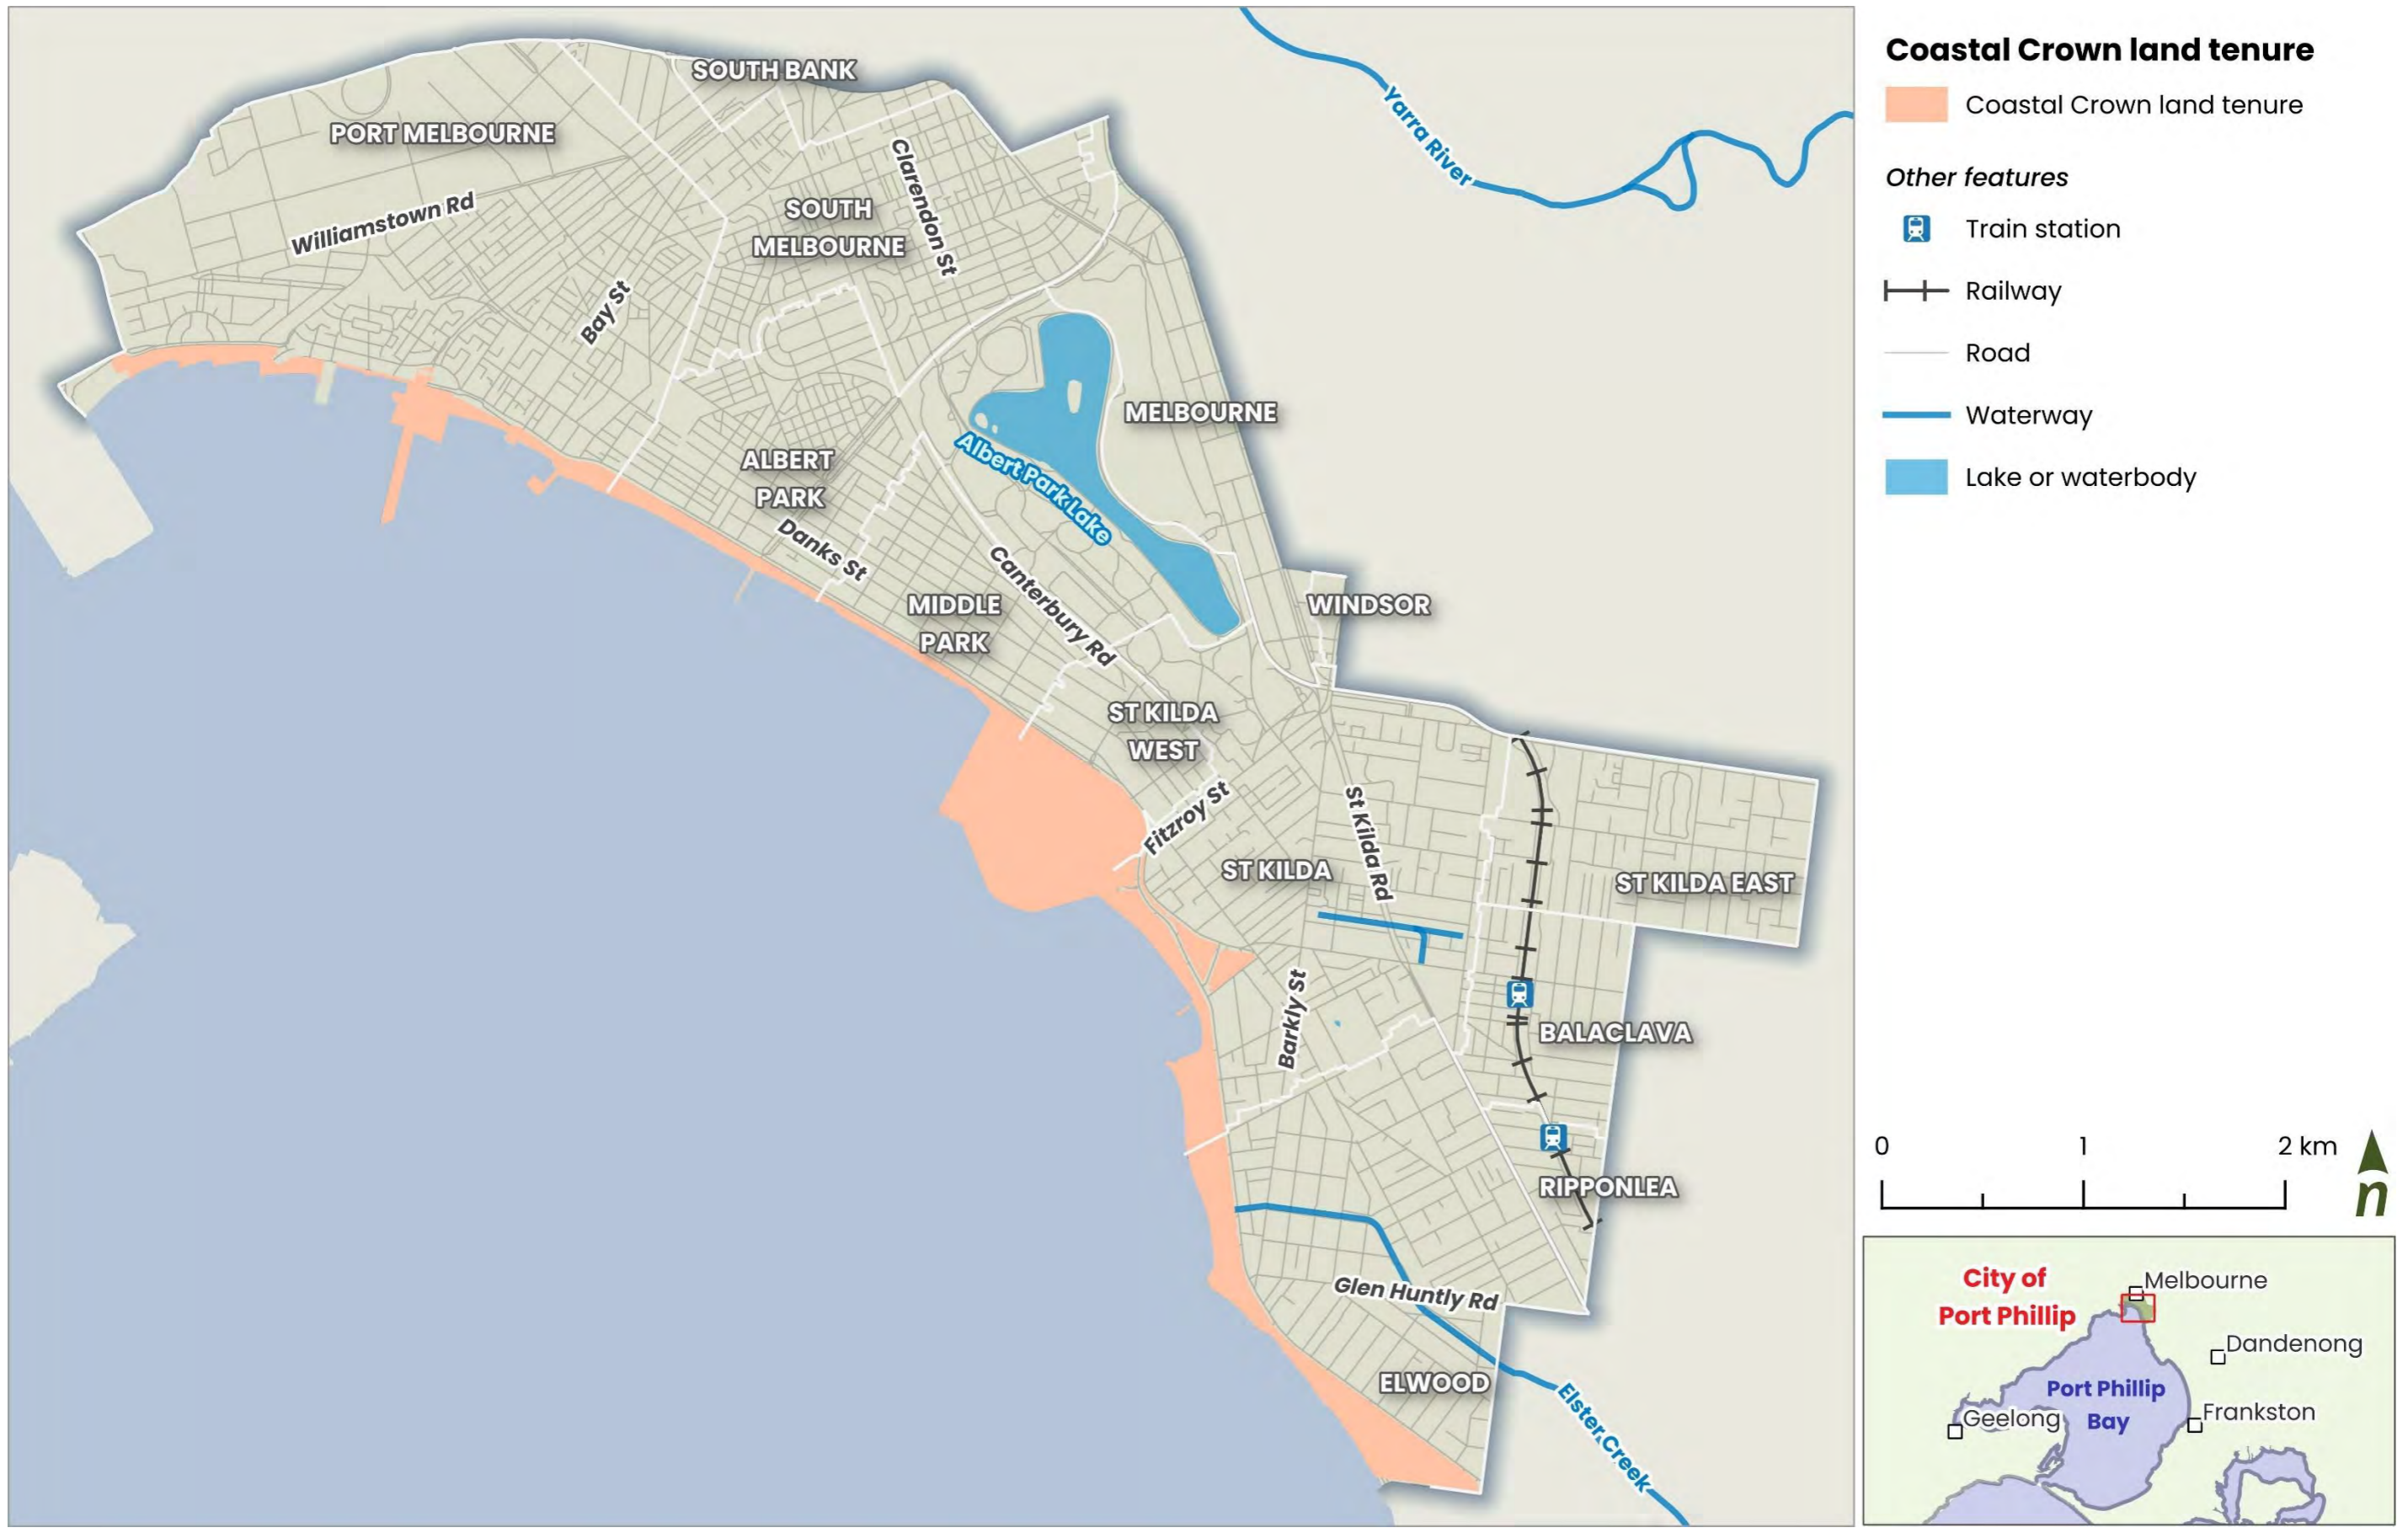 SOUTH BANK
PORT MELBOURNE
Yarra River
Clarendon St
Williamstown Rd
SOUTH
MELBOURNE
Bay St
MELBOURNE
ALBERT
PARK
Albert Park Lake
Danks St
Canterbury Rd
MIDDLE
PARK
WINDSOR
ST KILDA
WEST
Fitzroy St
St Kilda Rd
ST KILDA
ST KILDA EAST
Barkly St
BALACLAVA
RIPPONLEA
Glen Huntly Rd
ELWOOD
Elster Creek
Coastal Crown land tenure
Coastal Crown land tenure
Other features
Train station
Railway
Road
Waterway
Lake or waterbody
0 1 2 km
n
City of
Port Phillip
Melbourne
Dandenong
Port Phillip
Bay
Geelong
Frankston